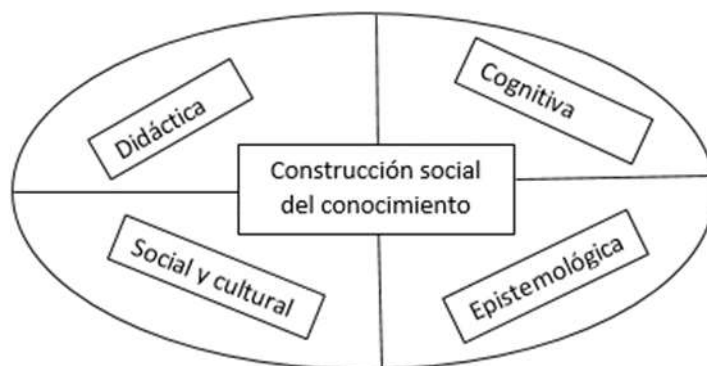 Didáctica
Cognitiva
Construcción social
del conocimiento
Social y cultural
Epistemológica